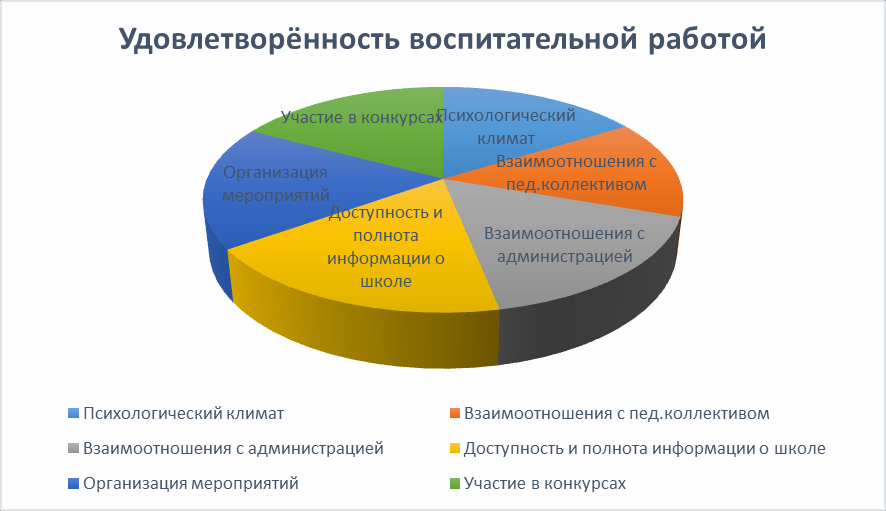 Удовлетворённость воспитательной работой
Участие в конкурсах
Психологический
климат
Взаимоотношения с
пед.коллективом
Организация
мероприятий
Доступность и
полнота
информации о
школе
Взаимоотношения с
администрацией
Психологический климат
Взаимоотношения с пед.коллективом
Взаимоотношения с администрацией
Доступность и полнота информации о школе
Организация мероприятий
Участие в конкурсах